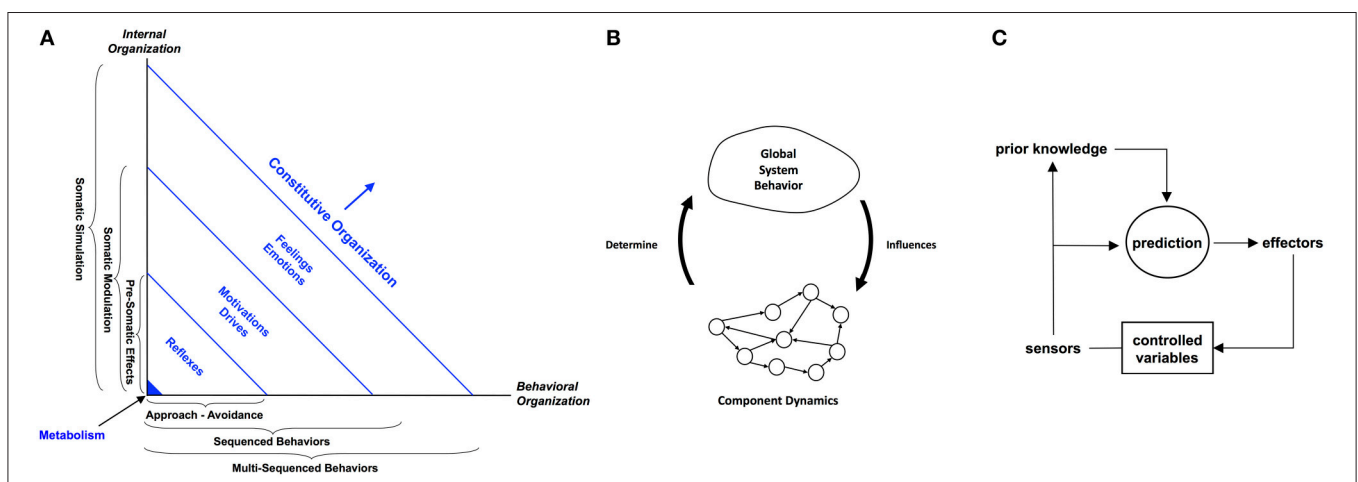 A
Internal
Organization
Somatic Simulation
Somatic Modulation
Pre-Somatic Effects
Constitutive Organization
Feelings
Emotions
Motivations
Drives
Reflexes
Behavioral
Organization
Metabolism
Approach - Avoidance
Sequenced Behaviors
Multi-Sequenced Behaviors
B
Global
System
Behavior
Determine
Influences
Component Dynamics
C
prior knowledge
prediction
effectors
sensors
controlled
variables